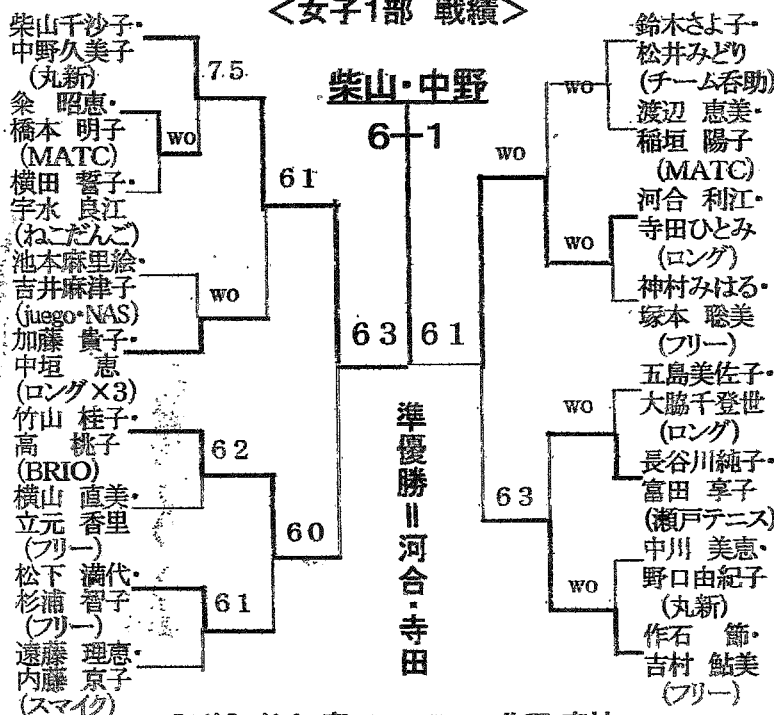 <女子1部 戦績>
柴山千沙子・
中野久美子
(丸新)
粂 昭恵・
橋本 明子
(MATC)
横田 誓子・
宇水 良江
(ねこだんご)
池本麻里絵・
吉井麻津子
(juego・NAS)
加藤 貴子・
中垣 恵
(ロング×3)
竹山 桂子・
高 桃子
(BRIO)
横山 直美・
立元 香里
(フリー)
松下 満代・
杉浦 智子
(フリー)
遠藤 理恵・
内藤 京子
(スマイク)
75
wo
61
wo
62
60
61
63
柴山・中野
6-1
61
準優勝=河合・寺田
wo
wo
wo
wo
63
wo
鈴木さよ子・
松井みどり
(チーム呑助)
渡辺 恵美・
稲垣 陽子
(MATC)
河合 利江・
寺田ひとみ
(ロング)
神村みはる・
塚本 聡美
(フリー)
五島美佐子・
大脇千登世
(ロング)
長谷川純子・
富田 享子
(瀬戸テニス)
中川 美恵・
野口由紀子
(丸新)
作石 節・
吉村 鮎美
(フリー)